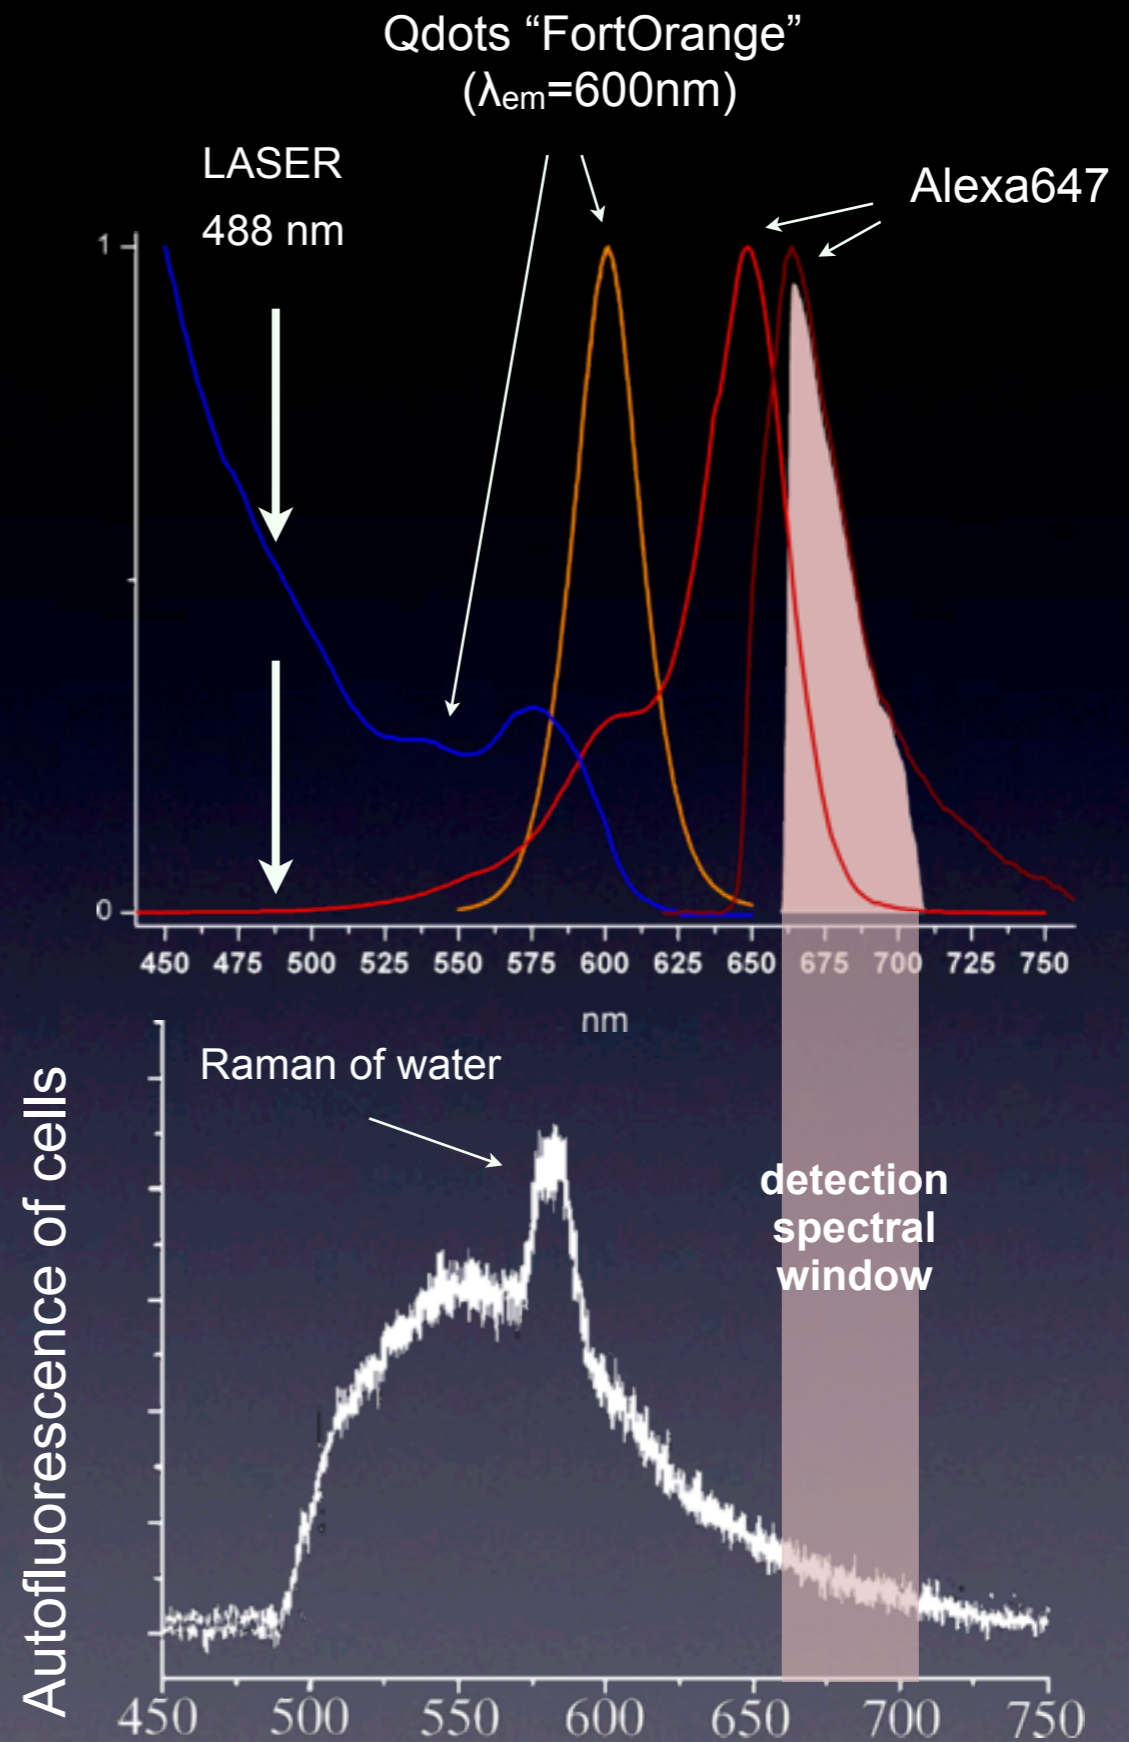 Qdots “FortOrange”
(λem=600nm)
LASER
488 nm
Alexa647
1
0
450 475 500 525 550 575 600 625 650 675 700 725 750
nm
Raman of water
Autofluorescence of cells
detection
spectral
window
450 500 550 600 650 700 750